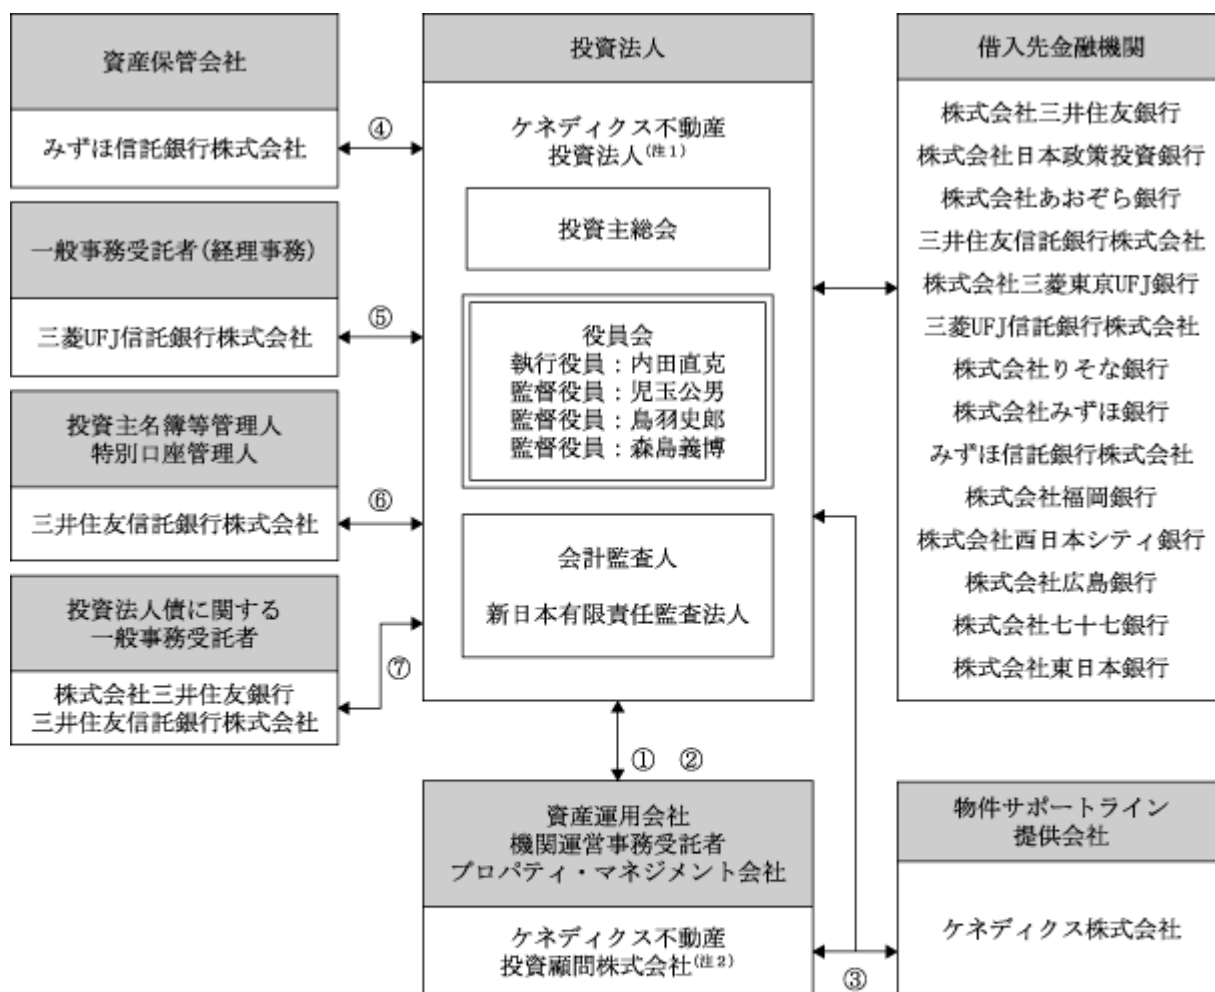 資産保管会社
みずほ信託銀行株式会社
④
一般事務受託者(経理事務)
三菱UFJ信託銀行株式会社
⑤
投資主名簿等管理人
特別口座管理人
三井住友信託銀行株式会社
⑥
投資法人債に関する
一般事務受託者
株式会社三井住友銀行
三井住友信託銀行株式会社
⑦
投資法人
ケネディクス不動産
投資法人(注1)
投資主総会
役員会
執行役員：内田直克
監督役員：児玉公男
監督役員：鳥羽史郎
監督役員：森島義博
会計監査人
新日本有限責任監査法人
① ②
資産運用会社
機関運営事務受託者
プロパティ・マネジメント会社
ケネディクス不動産
投資顧問株式会社(注2)
③
借入先金融機関
株式会社三井住友銀行
株式会社日本政策投資銀行
株式会社あおぞら銀行
三井住友信託銀行株式会社
株式会社三菱東京UFJ銀行
三菱UFJ信託銀行株式会社
株式会社りそな銀行
株式会社みずほ銀行
みずほ信託銀行株式会社
株式会社福岡銀行
株式会社西日本シティ銀行
株式会社広島銀行
株式会社七十七銀行
株式会社東日本銀行
物件サポートライン
提供会社
ケネディクス株式会社